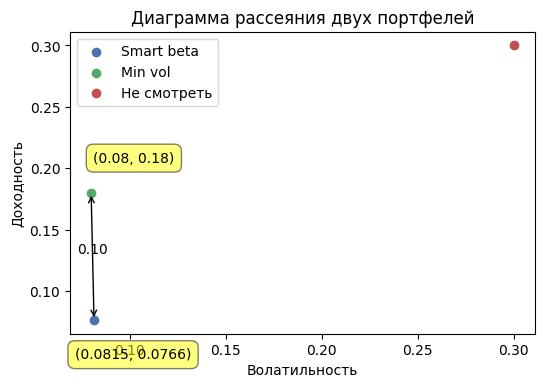 Диаграмма рассеяния двух портфелей
Smart beta
Min vol
Не смотреть
0.30
0.25
0.20
0.15
0.10
Доходность
(0.08, 0.18)
0.10
(0.0815, 0.0766)
0.10
0.15
0.20
0.25
0.30
Волатильность